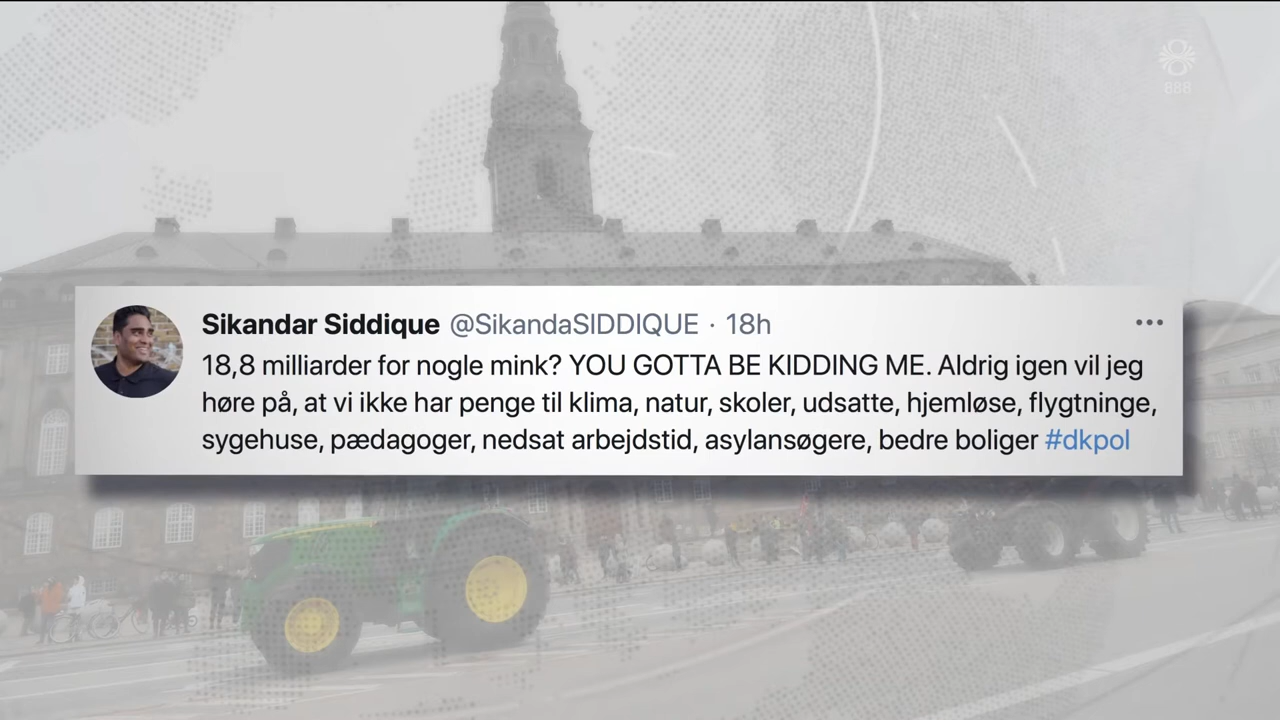 888
Sikandar Siddique @SikandaSIDDIQUE · 18h
18,8 milliarder for nogle mink? YOU GOTTA BE KIDDING ME. Aldrig igen vil jeg
høre på, at vi ikke har penge til klima, natur, skoler, udsatte, hjemløse, flygtninge,
sygehuse, pædagoger, nedsat arbejdstid, asylansøgere, bedre boliger #dkpol